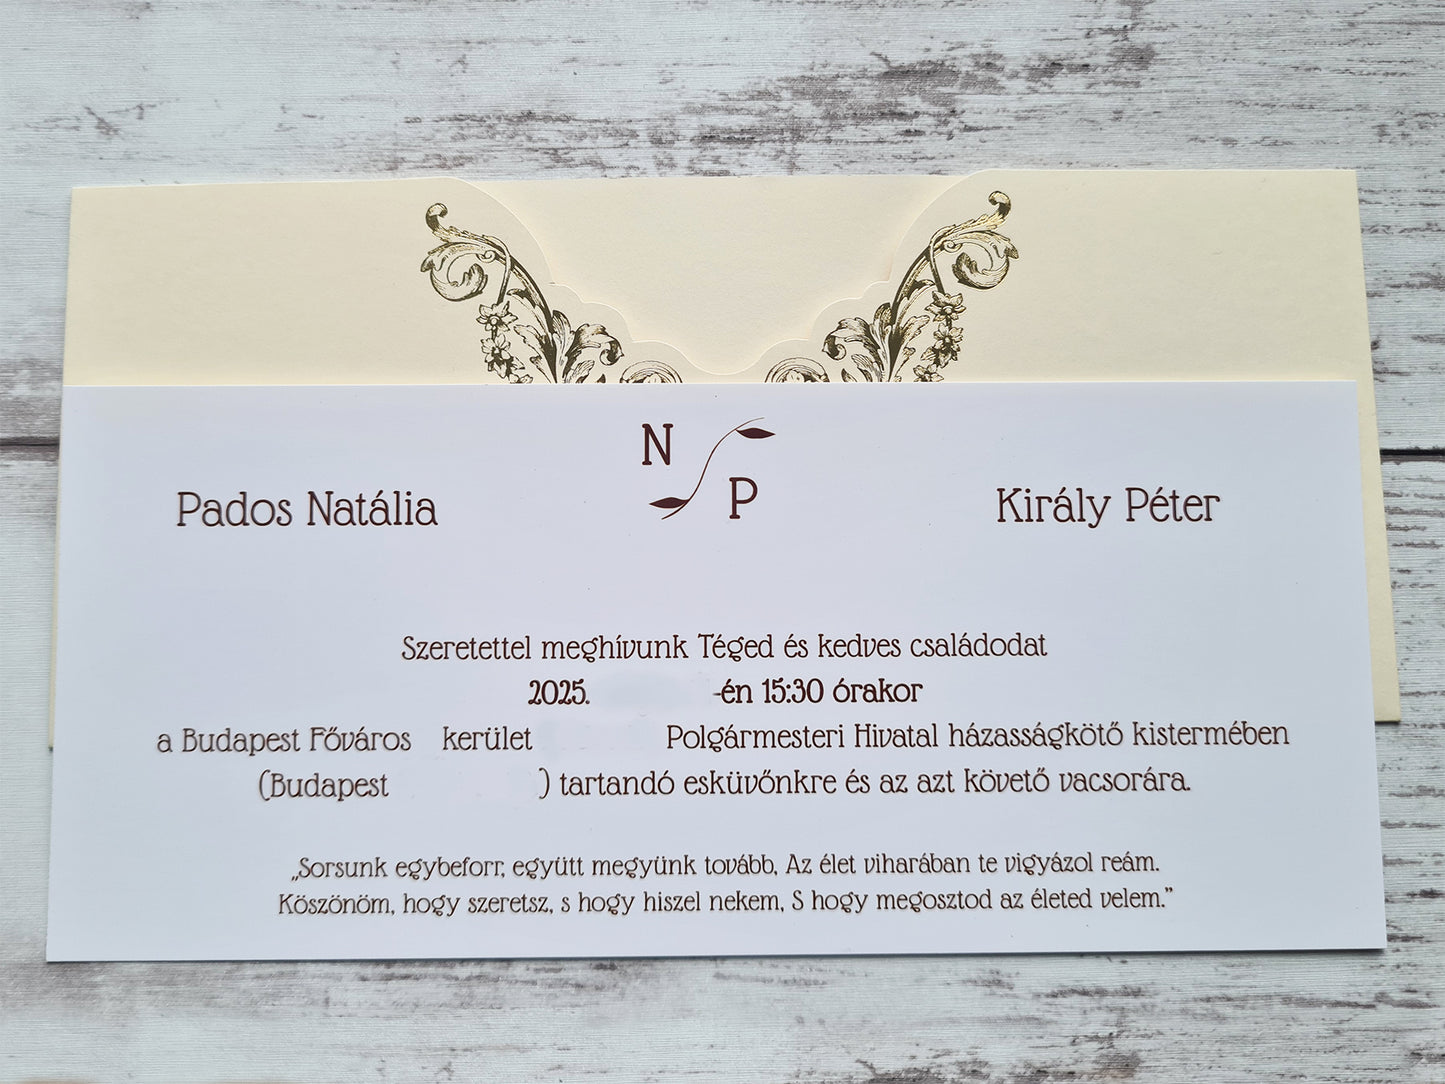 N
P
Pados Natália
Király Péter
Szeretettel meghívunk Téged és kedves családodat
2025. -én 15:30 órakor
a Budapest Főváros kerület Polgármesteri Hivatal házasságkötő kistermében
(Budapest ) tartandó esküvőnkre és az azt követő vacsorára.
„Sorsunk egybeforr, együtt megyünk tovább, Az élet viharában te vigyázol reám.
Köszönöm, hogy szeretsz, s hogy hiszel nekem, S hogy megosztod az életed velem.”